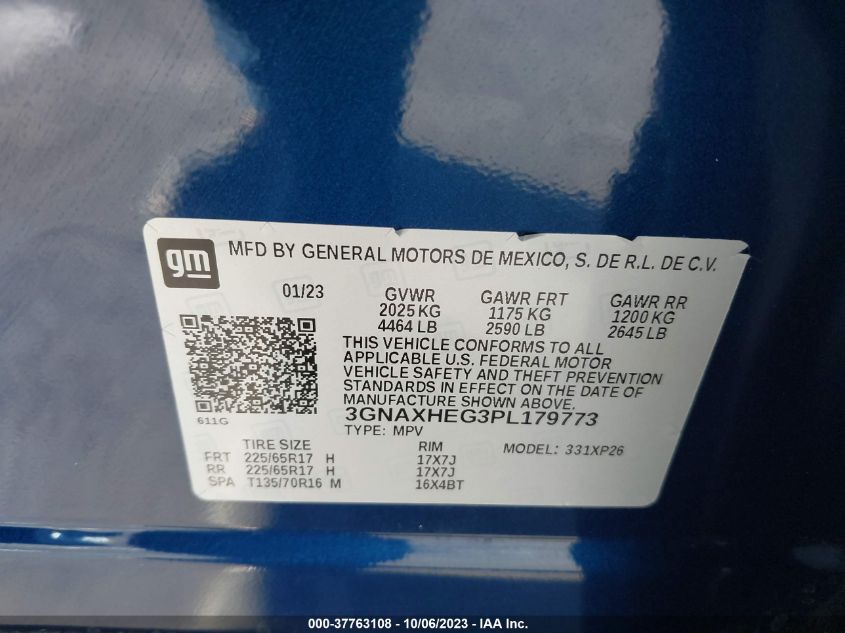 gm
MFD BY GENERAL MOTORS DE MEXICO, S. DE R.L. DE C.V.
01/23 GVWR GAWR FRT GAWR RR
2025 KG 1175 KG 1200 KG
4464 LB 2590 LB 2645 LB
THIS VEHICLE CONFORMS TO ALL
APPLICABLE U.S. FEDERAL MOTOR
VEHICLE SAFETY AND THEFT PREVENTION
STANDARDS IN EFFECT ON THE DATE OF
MANUFACTURE SHOWN ABOVE.
611G
3GNAXHEG3PL179773
TYPE: MPV MODEL: 331XP26
TIRE SIZE RIM
FRT 225/65R17 H 17X7J
RR 225/65R17 H 17X7J
SPA T135/70R16 M 16X4BT
000-37763108 - 10/06/2023 - IAA Inc.